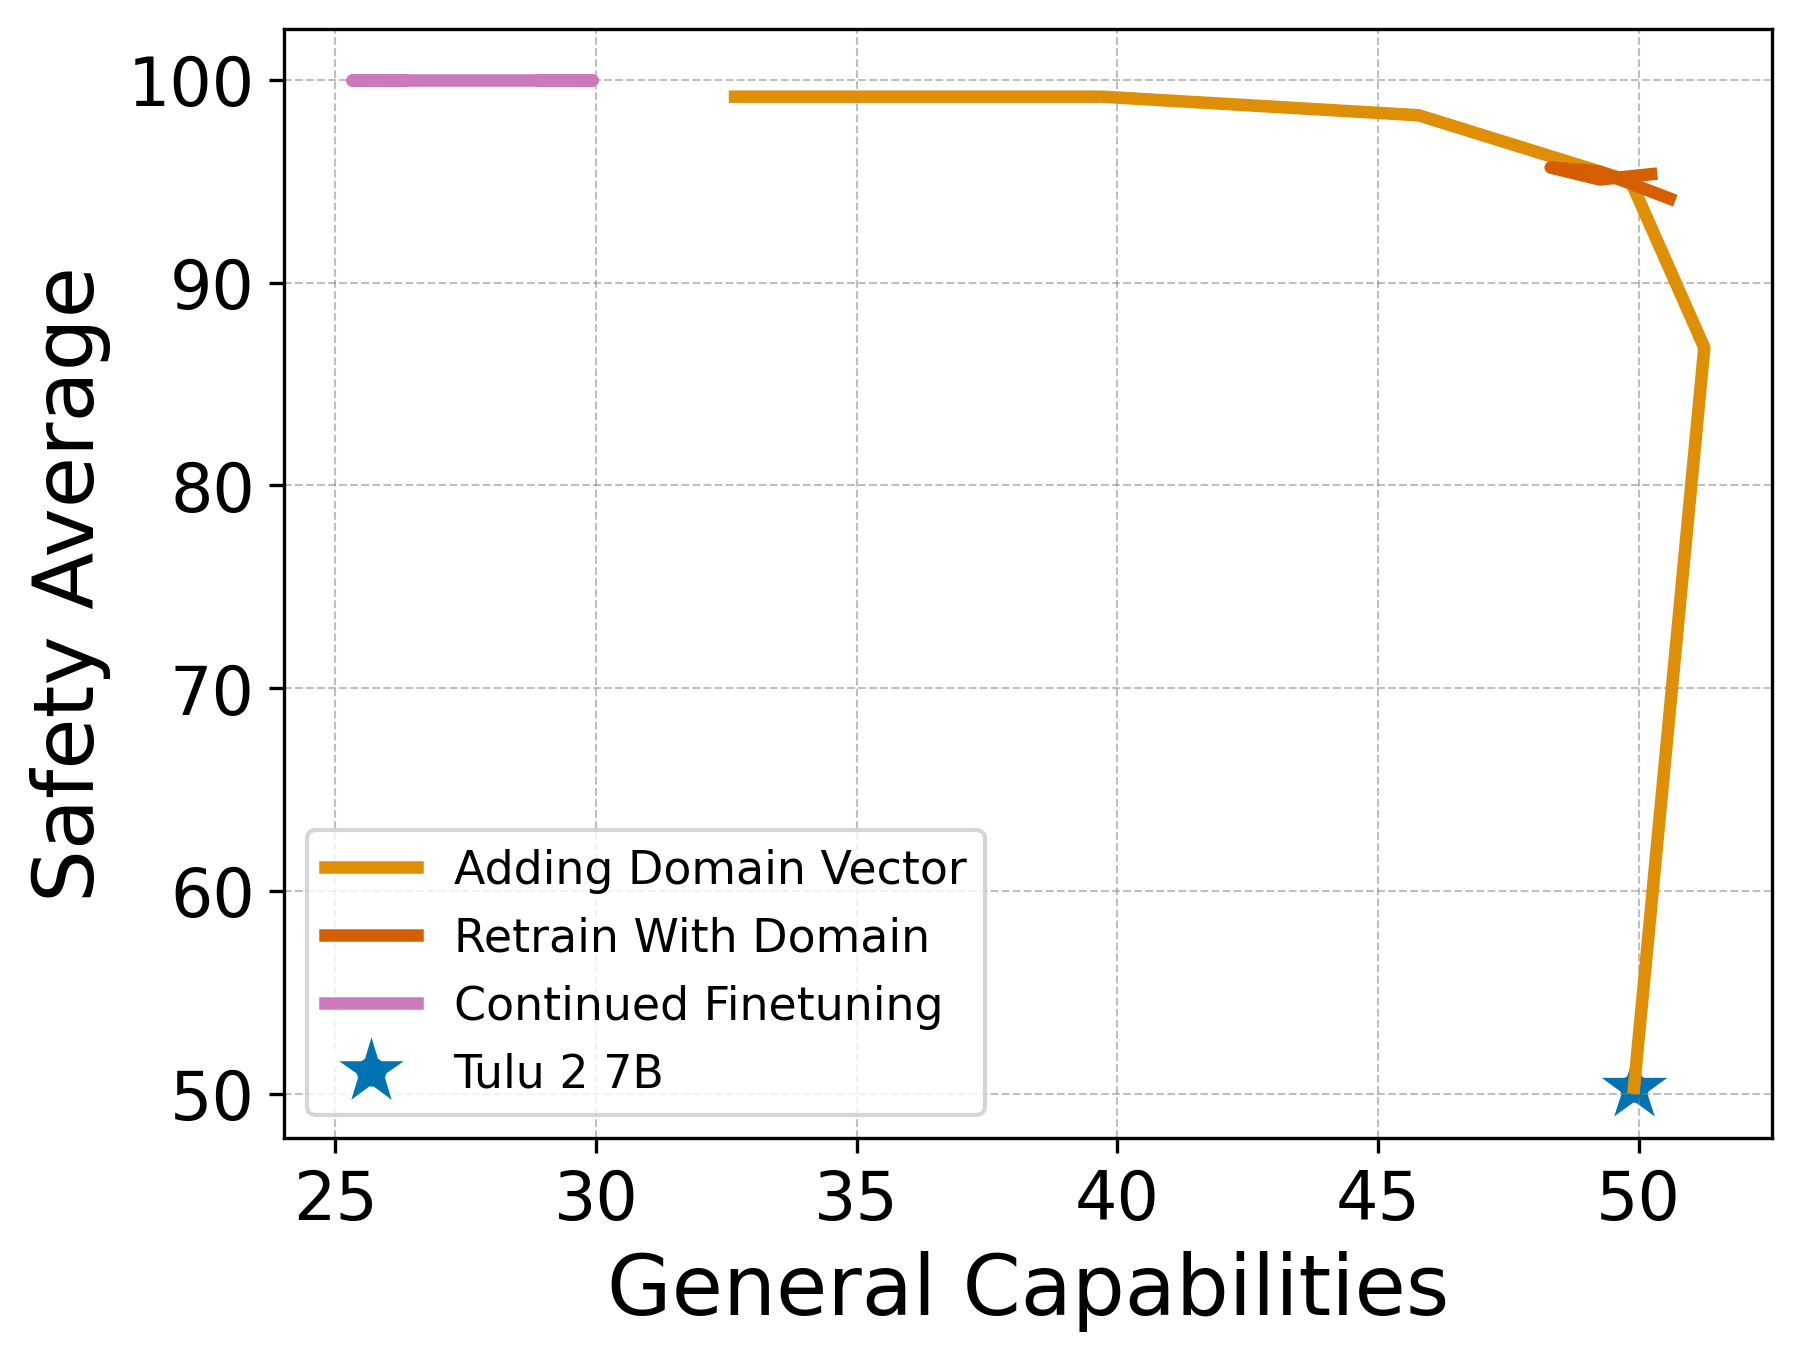 100
90
80
70
60
50
Safety Average
Adding Domain Vector
Retrain With Domain
Continued Finetuning
Tulu 2 7B
25 30 35 40 45 50
General Capabilities